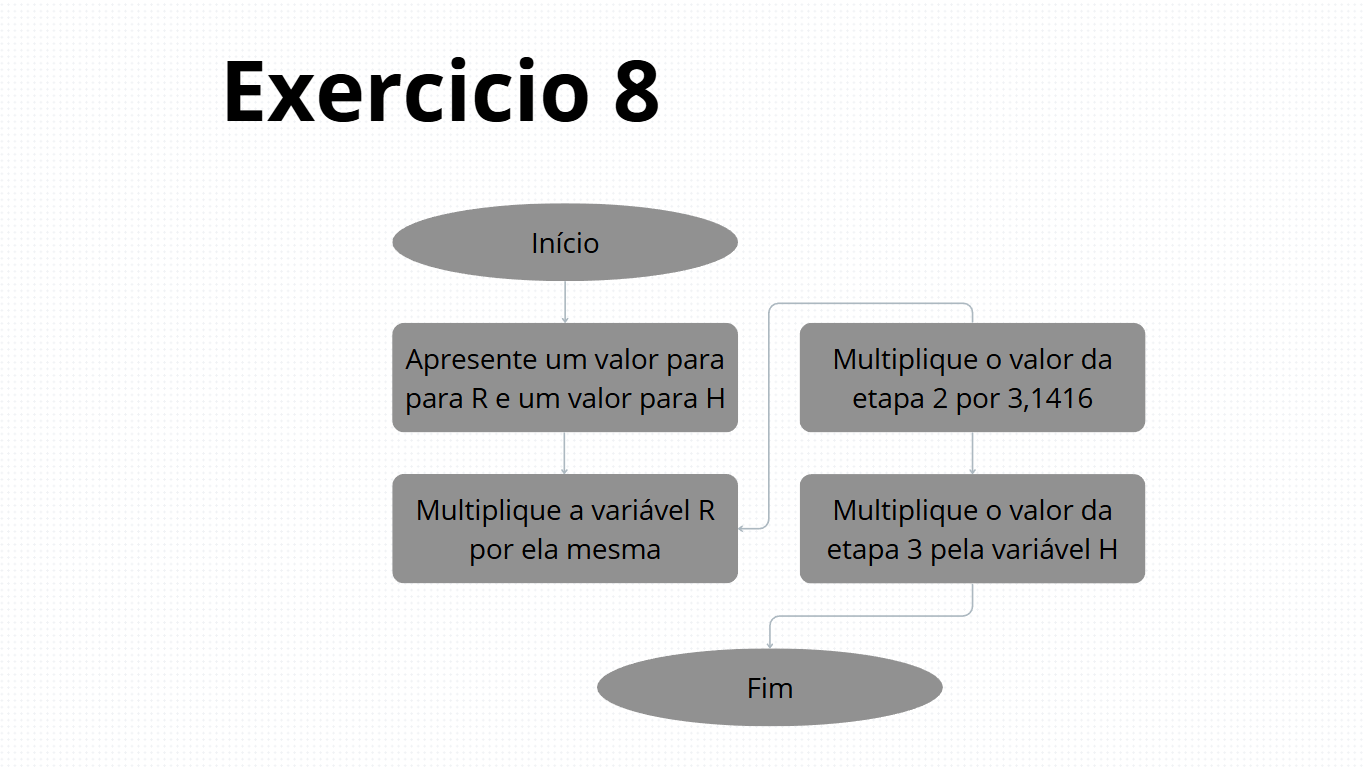 Exercicio 8
Início
Apresente um valor para
para R e um valor para H
Multiplique a variável R
por ela mesma
Multiplique o valor da
etapa 2 por 3,1416
Multiplique o valor da
etapa 3 pela variável H
Fim